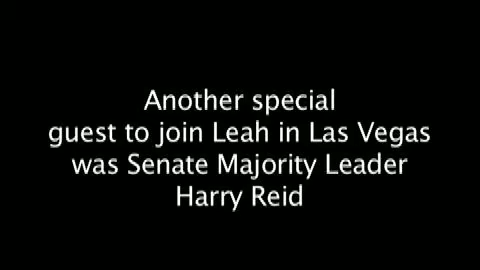 Another special
guest to join Leah in Las Vegas
was Senate Majority Leader
Harry Reid